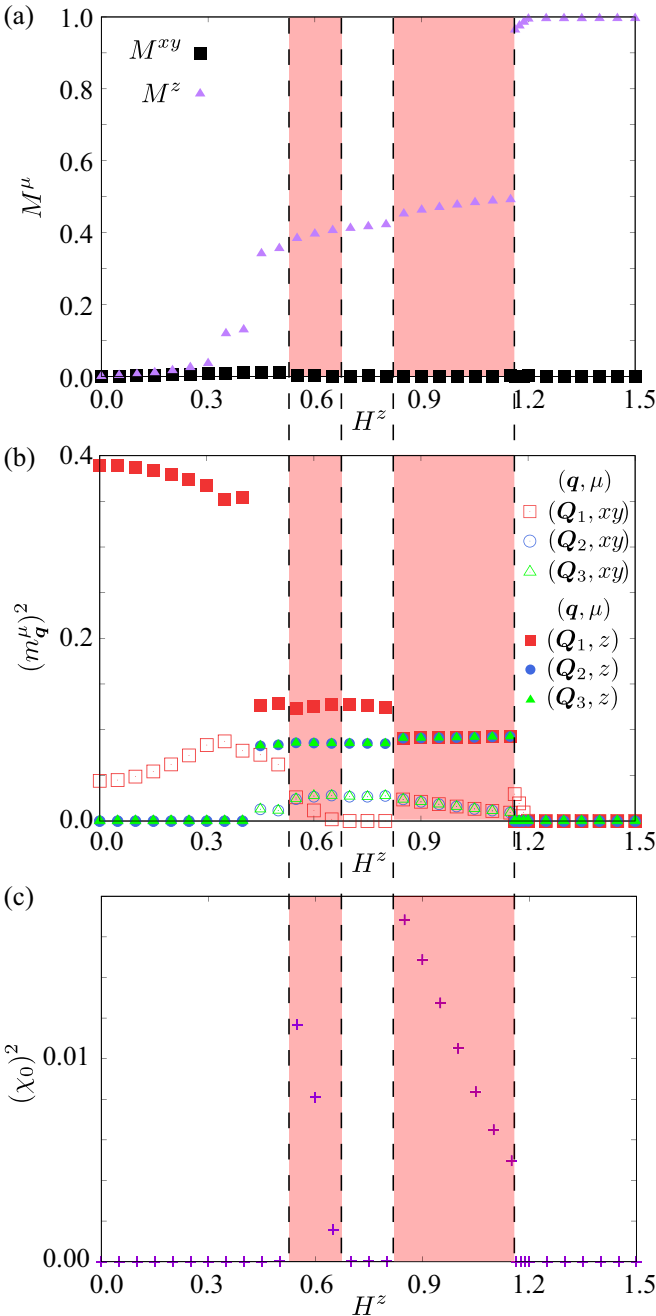 (a)
1.0
0.8
0.6
0.4
0.2
0.0
M^μ
M^{xy}
M^z
0.0 0.3 0.6 0.9 1.2 1.5
H^z
(b)
0.4
0.2
0.0
(m_q^μ)^2
(q, μ)
(Q_1, xy)
(Q_2, xy)
(Q_3, xy)
(q, μ)
(Q_1, z)
(Q_2, z)
(Q_3, z)
0.0 0.3 0.6 0.9 1.2 1.5
H^z
(c)
0.01
0.00
(χ_0)^2
0.0 0.3 0.6 0.9 1.2 1.5
H^z